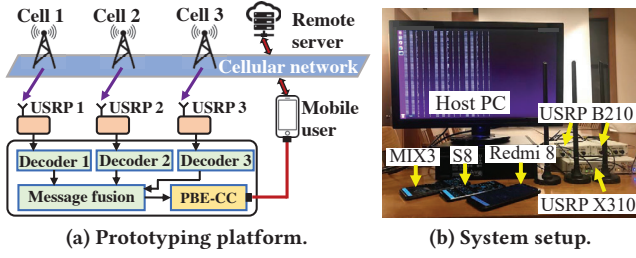 Cell 1 Cell 2 Cell 3 Remote server
Cellular network
USRP 1 USRP 2 USRP 3 Mobile user
Decoder 1 Decoder 2 Decoder 3
Message fusion PBE-CC
(a) Prototyping platform.
Host PC
USRP B210
MIX3 S8 Redmi 8
USRP X310
(b) System setup.